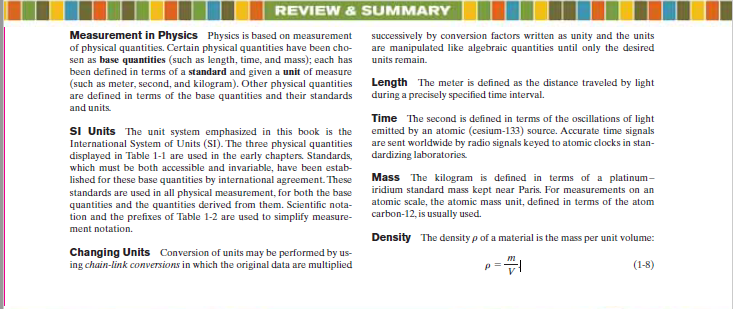 REVIEW & SUMMARY
Measurement in Physics Physics is based on measurement
of physical quantities. Certain physical quantities have been cho-
sen as base quantities (such as length, time, and mass); each has
been defined in terms of a standard and given a unit of measure
(such as meter, second, and kilogram). Other physical quantities
are defined in terms of the base quantities and their standards
and units.
SI Units The unit system emphasized in this book is the
International System of Units (SI). The three physical quantities
displayed in Table 1-1 are used in the early chapters. Standards,
which must be both accessible and invariable, have been estab-
lished for these base quantities by international agreement. These
standards are used in all physical measurement, for both the base
quantities and the quantities derived from them. Scientific nota-
tion and the prefixes of Table 1-2 are used to simplify measure-
ment notation.
Changing Units Conversion of units may be performed by us-
ing chain-link conversions in which the original data are multiplied
successively by conversion factors written as unity and the units
are manipulated like algebraic quantities until only the desired
units remain.
Length The meter is defined as the distance traveled by light
during a precisely specified time interval.
Time The second is defined in terms of the oscillations of light
emitted by an atomic (cesium-133) source. Accurate time signals
are sent worldwide by radio signals keyed to atomic clocks in stan-
dardizing laboratories.
Mass The kilogram is defined in terms of a platinum–
iridium standard mass kept near Paris. For measurements on an
atomic scale, the atomic mass unit, defined in terms of the atom
carbon-12, is usually used.
Density The density ρ of a material is the mass per unit volume:
ρ = m/V (1-8)